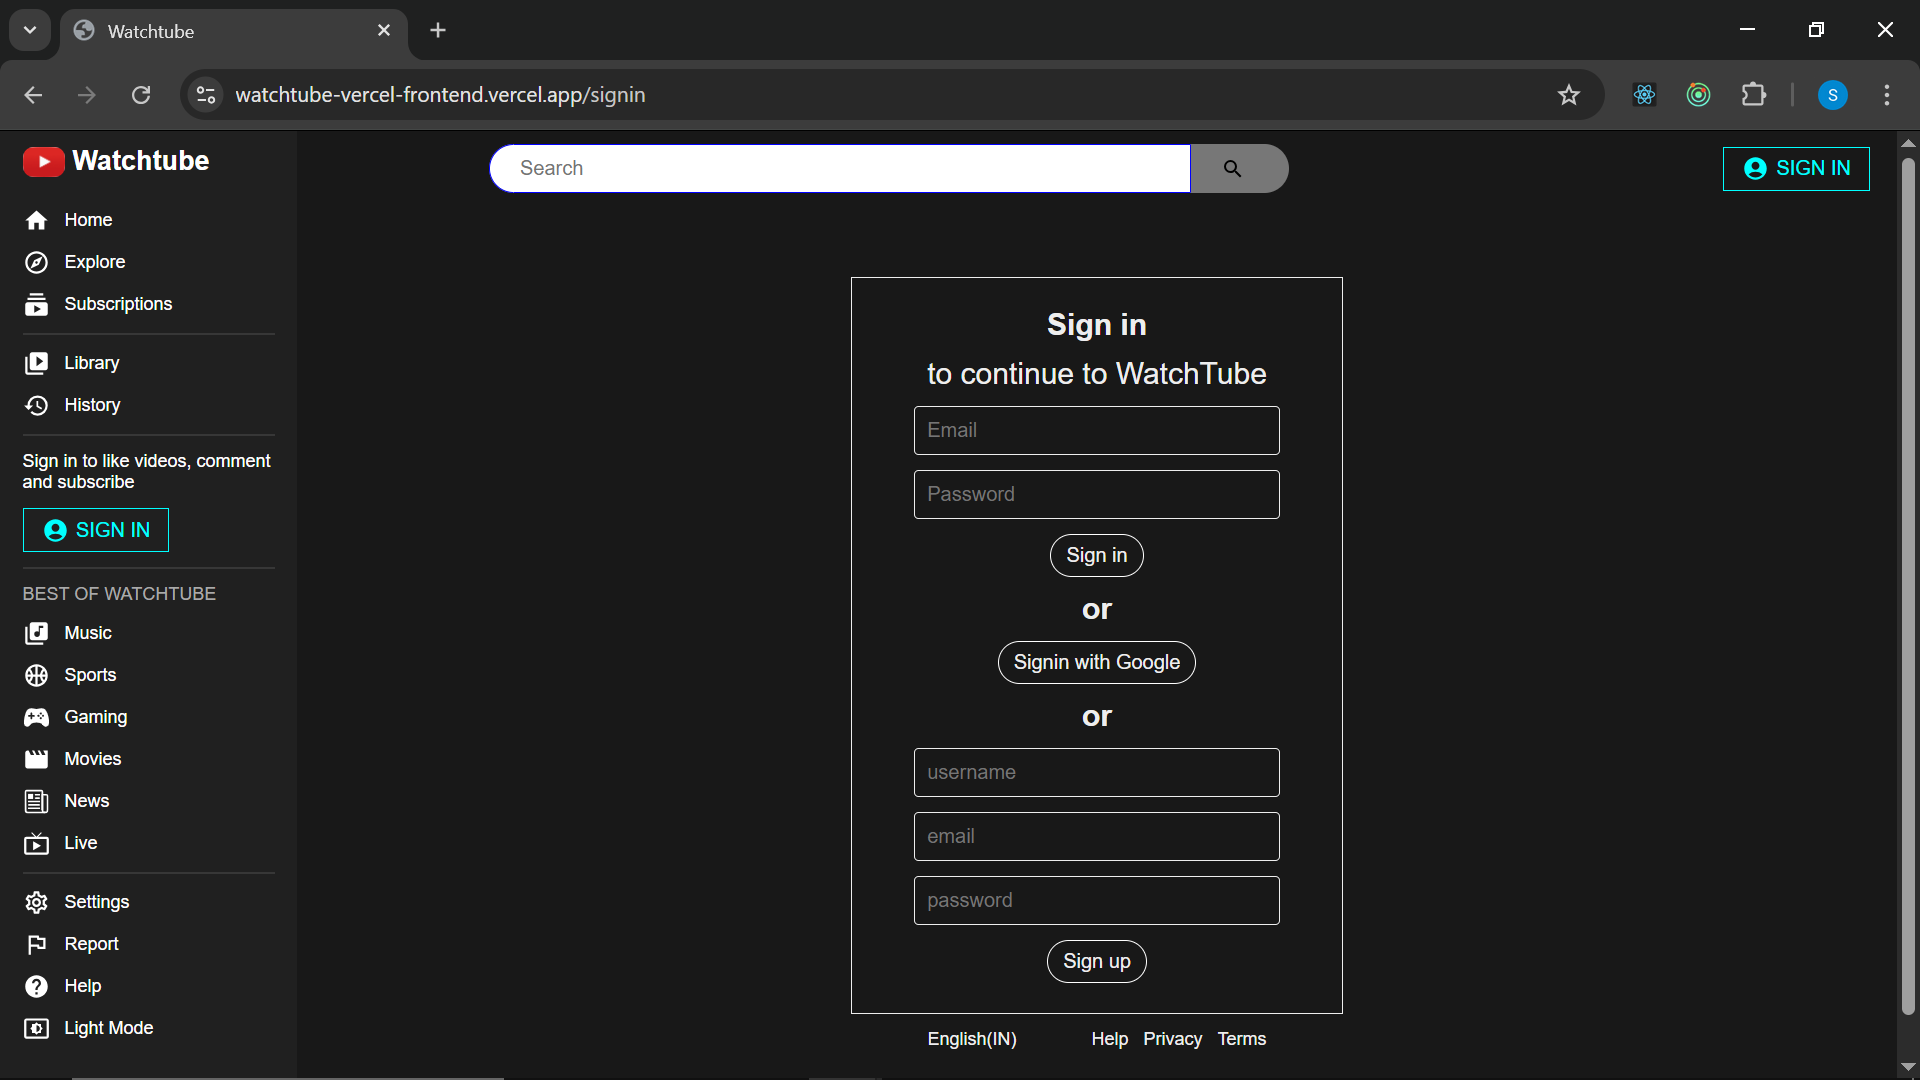 Watchtube
watchtube-vercel-frontend.vercel.app/signin
S
Watchtube
Search
SIGN IN
Home
Explore
Subscriptions
Library
History
Sign in to like videos, comment
and subscribe
SIGN IN
BEST OF WATCHTUBE
Music
Sports
Gaming
Movies
News
Live
Settings
Report
Help
Light Mode
Sign in
to continue to WatchTube
Email
Password
Sign in
or
Signin with Google
or
username
email
password
Sign up
English(IN) Help Privacy Terms